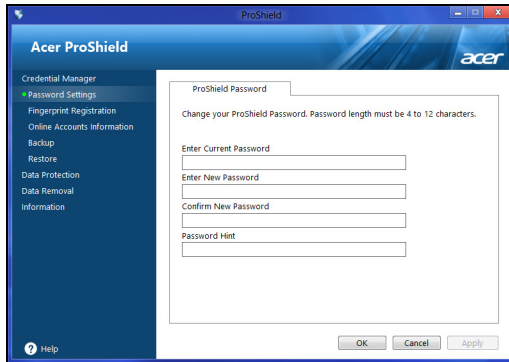 ProShield
Acer ProShield
acer
Credential Manager
Password Settings
Fingerprint Registration
Online Accounts Information
Backup
Restore
Data Protection
Data Removal
Information
Help
ProShield Password
Change your ProShield Password. Password length must be 4 to 12 characters.
Enter Current Password
Enter New Password
Confirm New Password
Password Hint
OK
Cancel
Apply